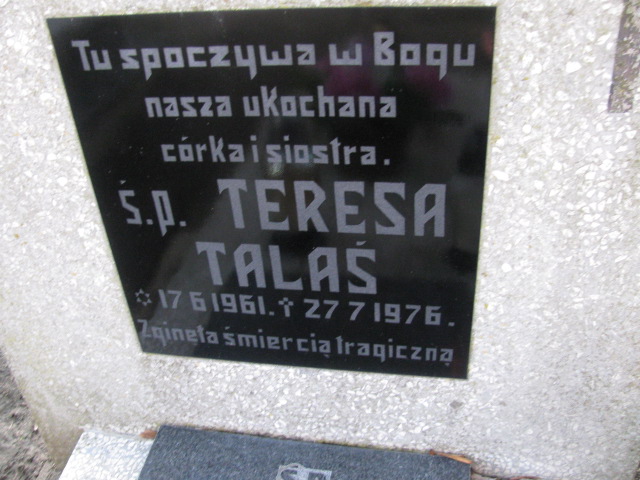 Tu spoczywa w Bogu
nasza ukochana
córka i siostra.
Ś.p. TERESA
TALAŚ
✡ 17 6 1961. ✝ 27 7 1976.
Zginęła śmiercią tragiczną
Ś.P.